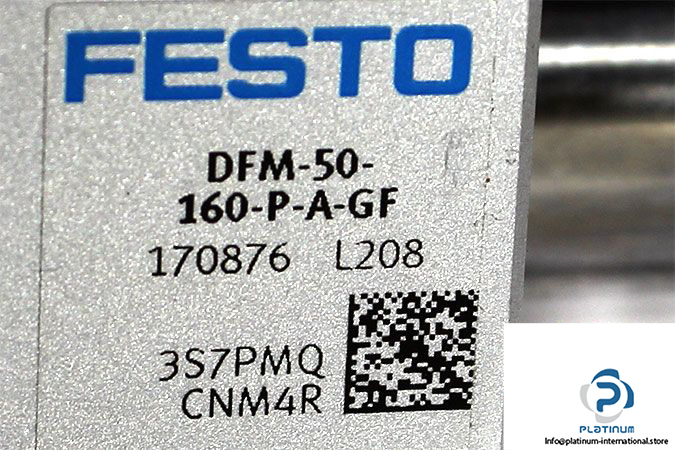 FESTO
DFM-50-
160-P-A-GF
170876 L208
3S7PMQ
CNM4R
PLATINUM
Info@platinum-international.store